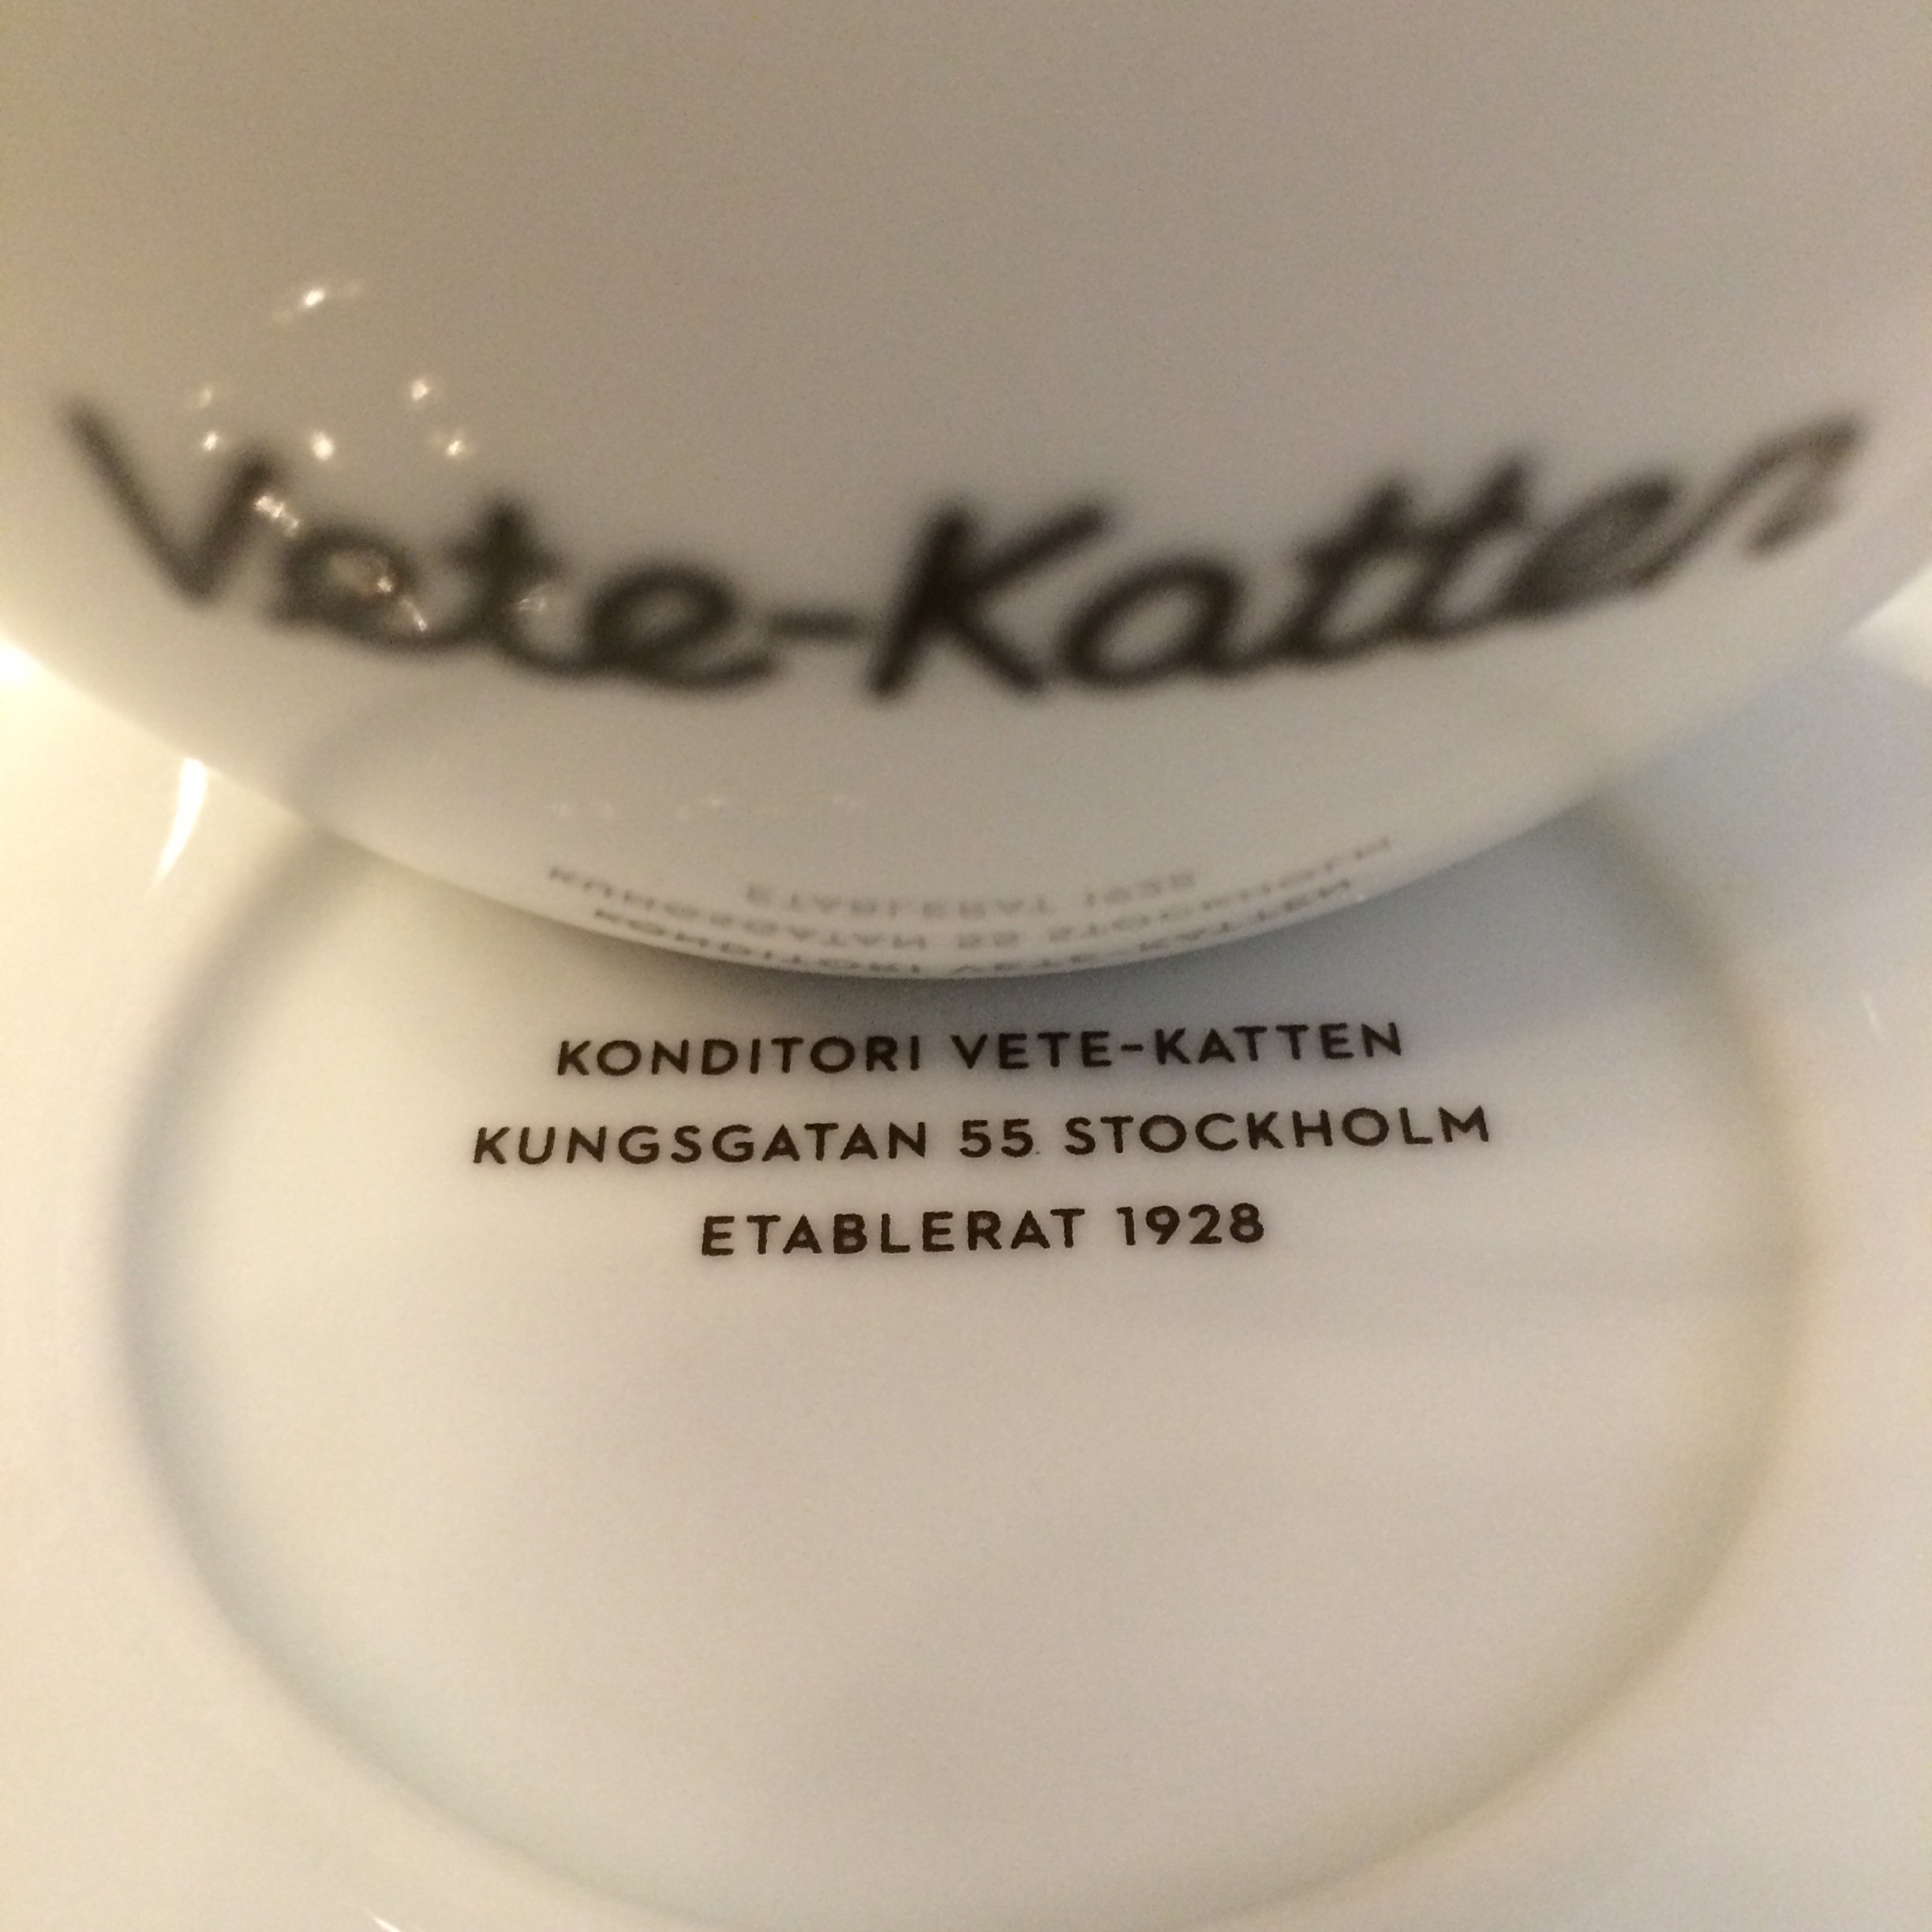 Vete-Katten
KONDITORI VETE-KATTEN
KUNGSGATAN 55 STOCKHOLM
ETABLERAT 1928